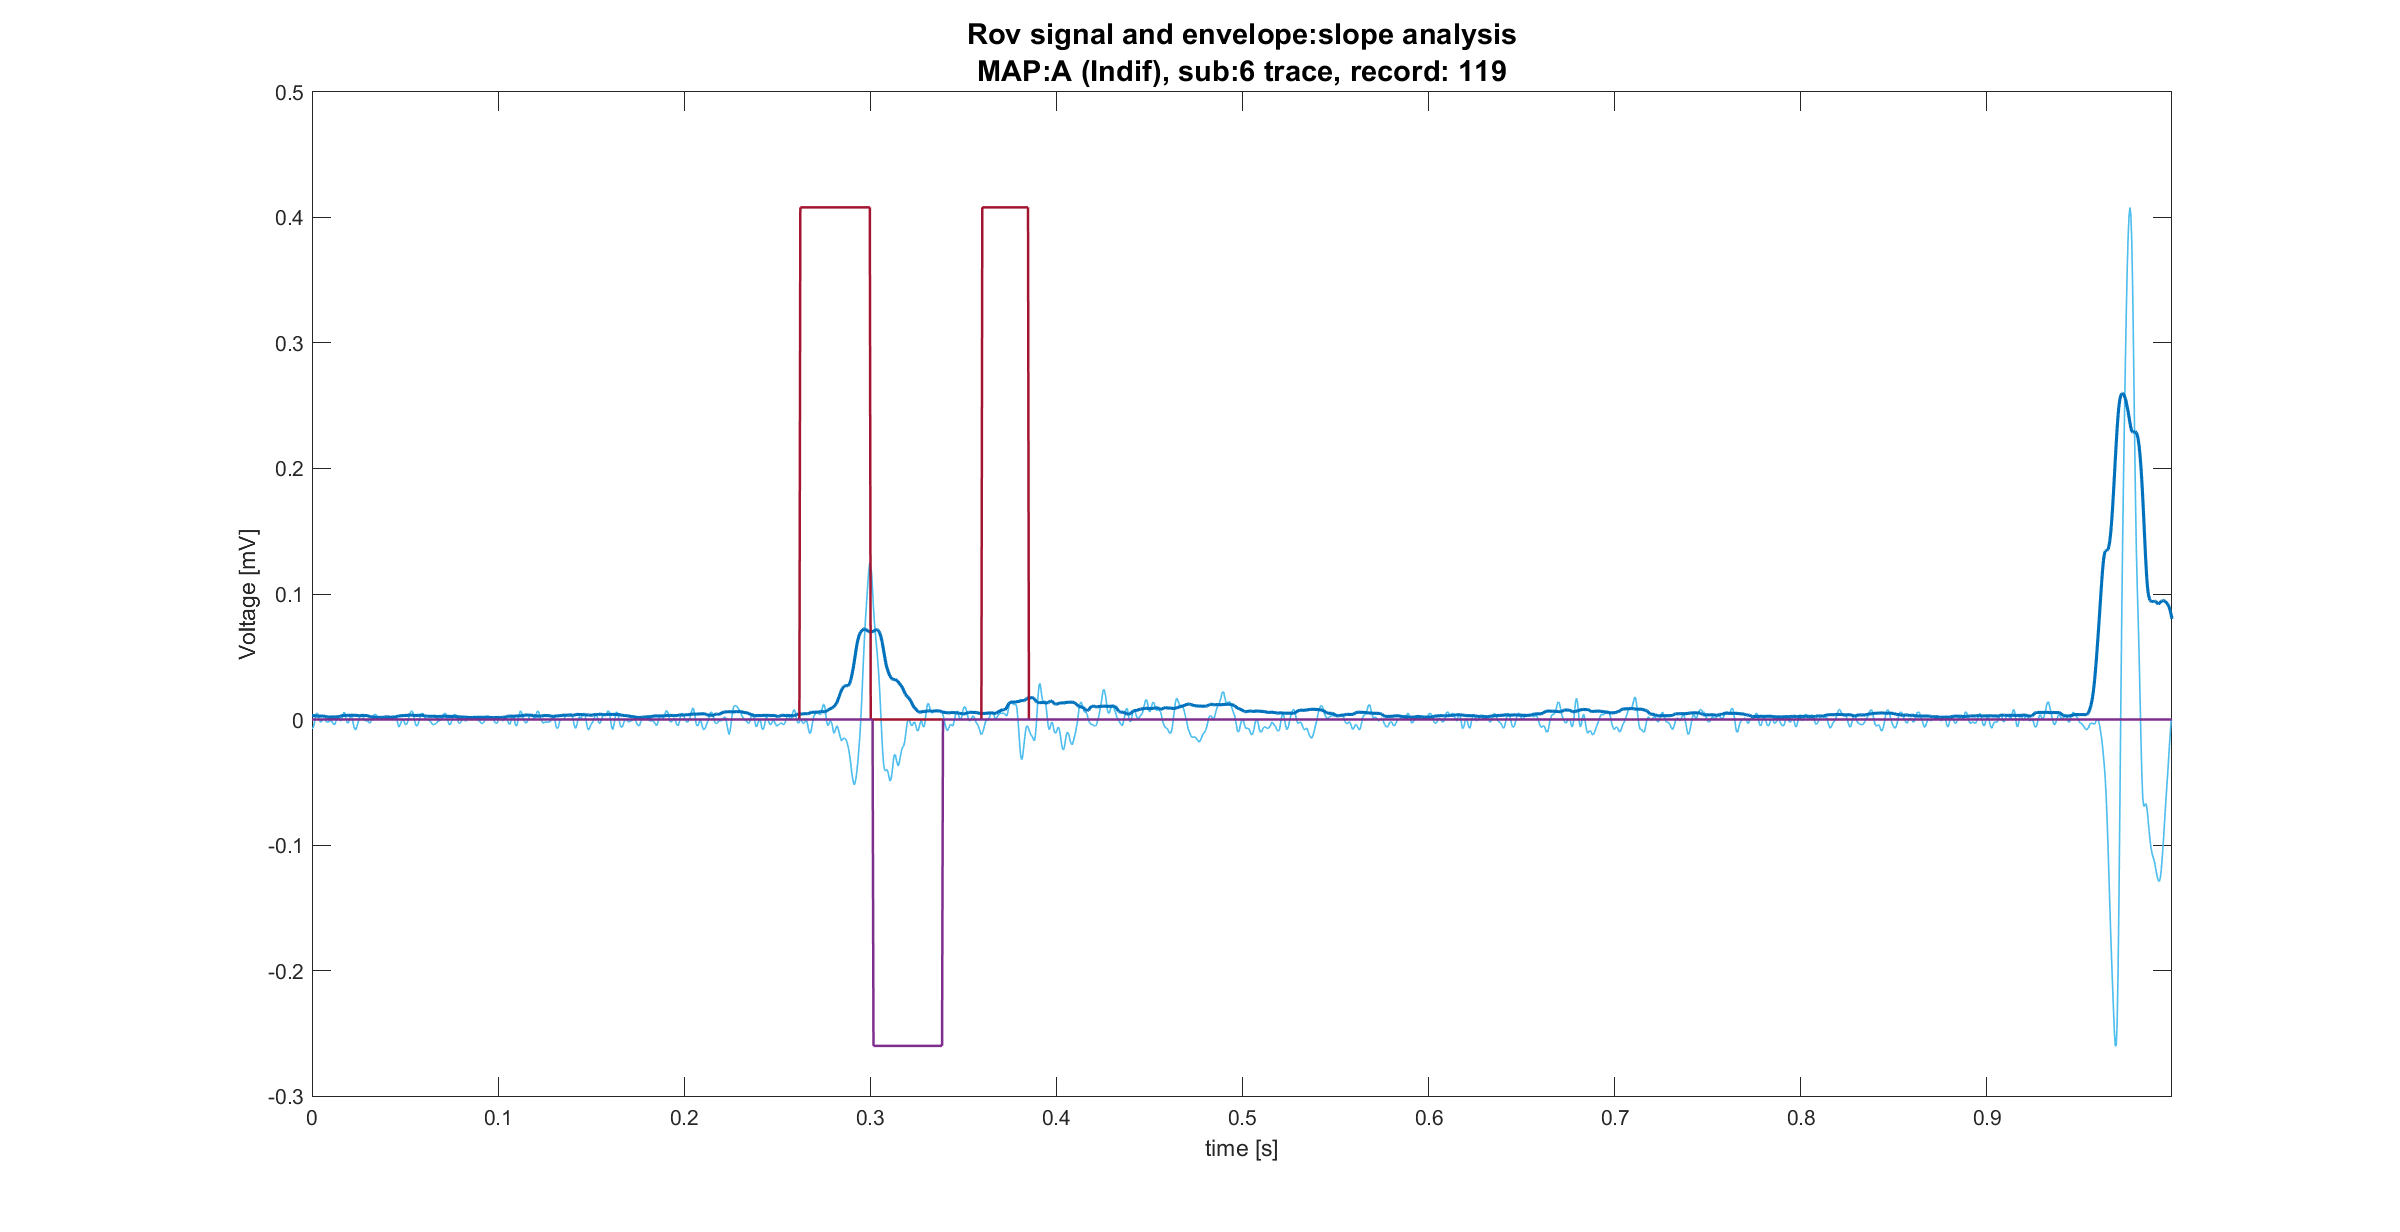 Rov signal and envelope:slope analysis
MAP:A (Indif), sub:6 trace, record: 119
0.5
0.4
0.3
0.2
0.1
0
-0.1
-0.2
-0.3
Voltage [mV]
0 0.1 0.2 0.3 0.4 0.5 0.6 0.7 0.8 0.9
time [s]